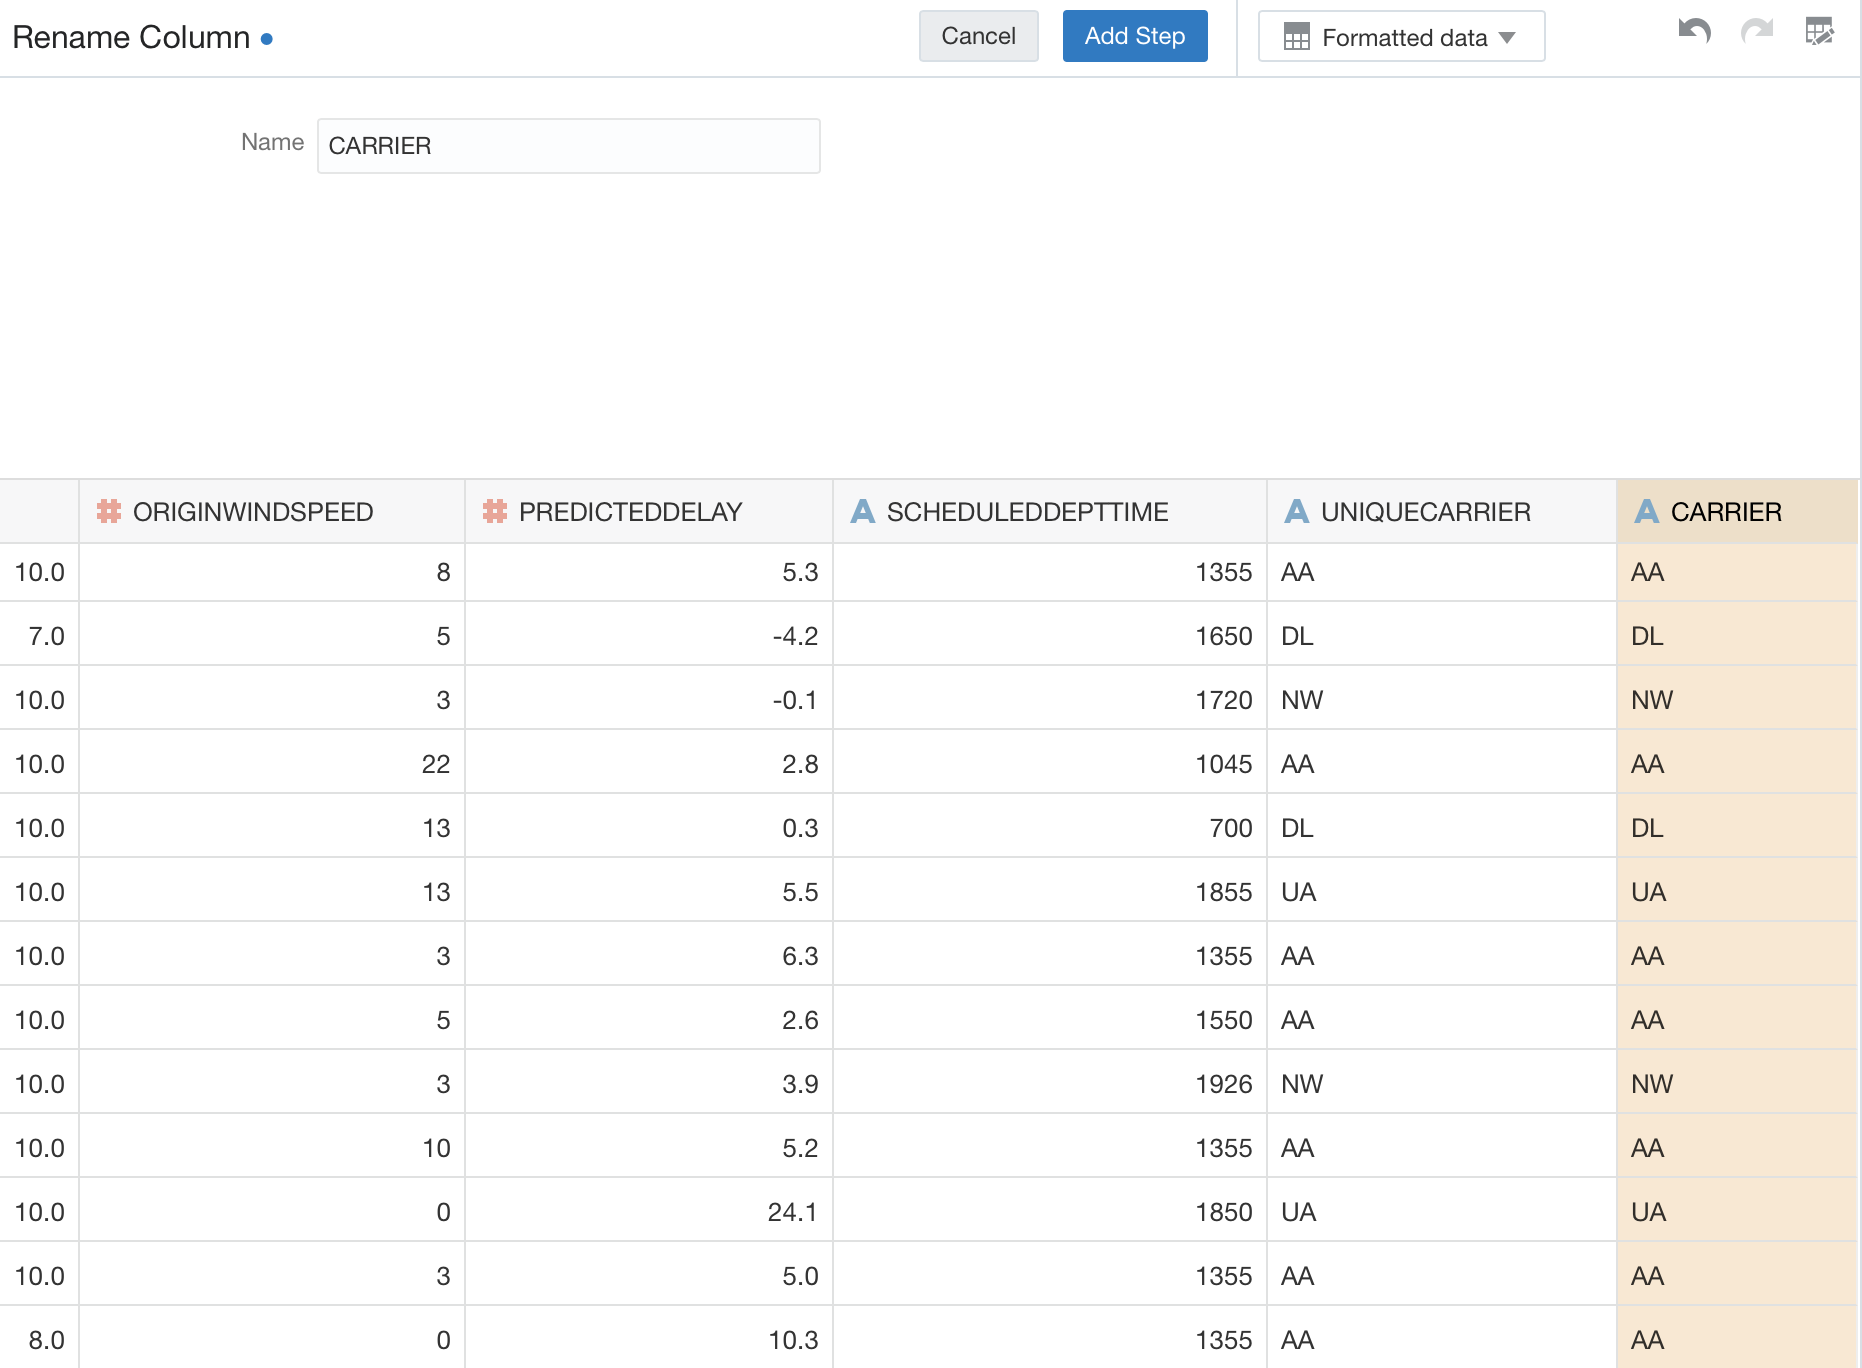 Rename Column Cancel Add Step Formatted data
Name CARRIER
ORIGINWINDSPEED PREDICTEDDELAY SCHEDULEDDEPTTIME UNIQUECARRIER CARRIER
10.0 8 5.3 1355 AA AA
7.0 5 -4.2 1650 DL DL
10.0 3 -0.1 1720 NW NW
10.0 22 2.8 1045 AA AA
10.0 13 0.3 700 DL DL
10.0 13 5.5 1855 UA UA
10.0 3 6.3 1355 AA AA
10.0 5 2.6 1550 AA AA
10.0 3 3.9 1926 NW NW
10.0 10 5.2 1355 AA AA
10.0 0 24.1 1850 UA UA
10.0 3 5.0 1355 AA AA
8.0 0 10.3 1355 AA AA